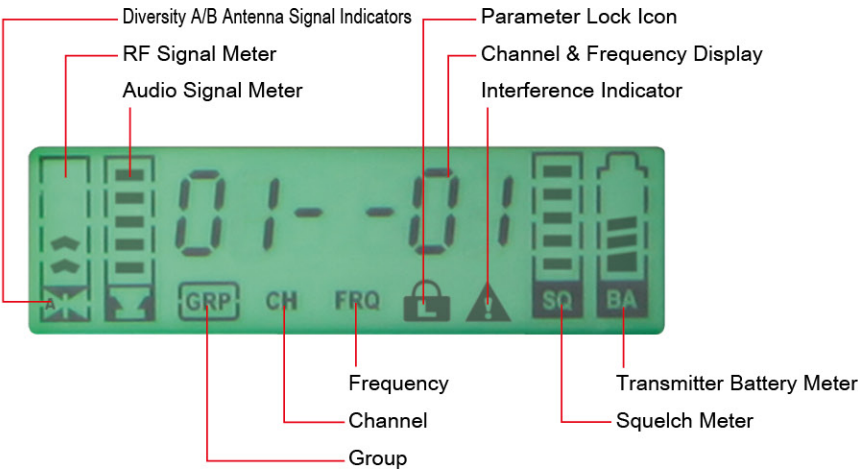 Diversity A/B Antenna Signal Indicators
RF Signal Meter
Audio Signal Meter
Parameter Lock Icon
Channel & Frequency Display
Interference Indicator
01--01
A
GRP CH FRQ L ! SQ BA
Frequency
Channel
Group
Transmitter Battery Meter
Squelch Meter